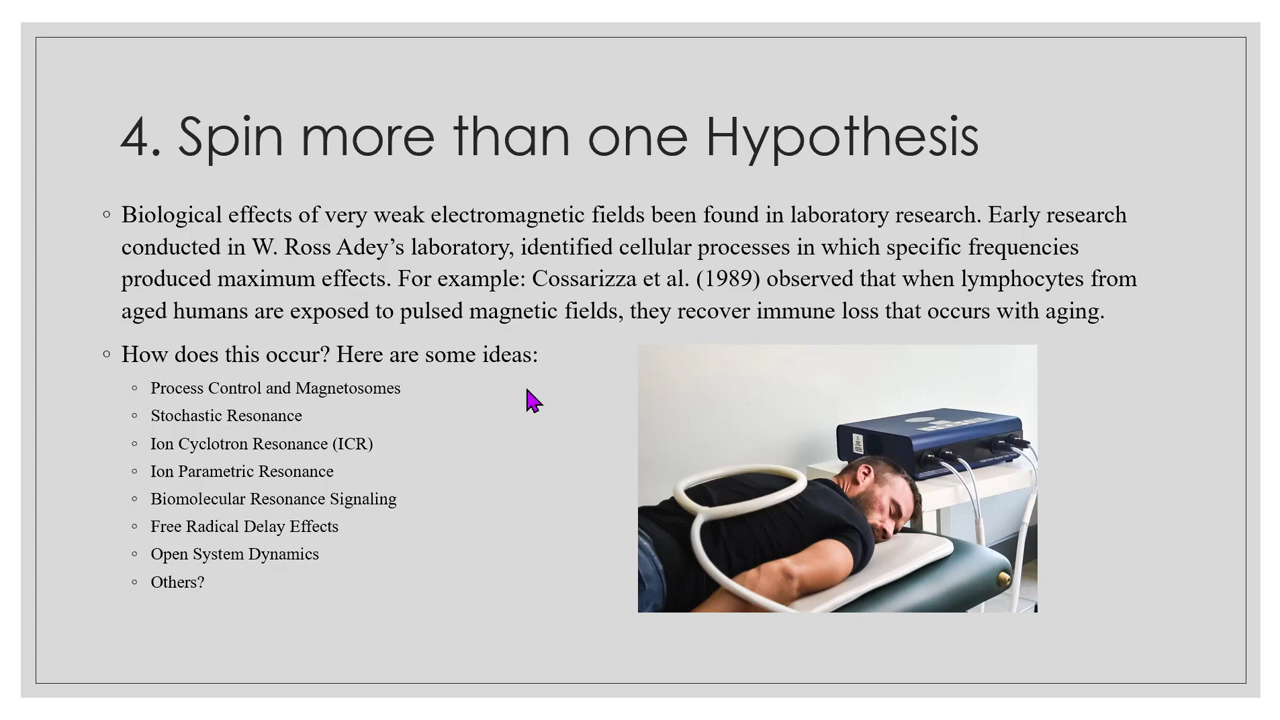 4. Spin more than one Hypothesis
Biological effects of very weak electromagnetic fields been found in laboratory research. Early research
conducted in W. Ross Adey’s laboratory, identified cellular processes in which specific frequencies
produced maximum effects. For example: Cossarizza et al. (1989) observed that when lymphocytes from
aged humans are exposed to pulsed magnetic fields, they recover immune loss that occurs with aging.
How does this occur? Here are some ideas:
Process Control and Magnetosomes
Stochastic Resonance
Ion Cyclotron Resonance (ICR)
Ion Parametric Resonance
Biomolecular Resonance Signaling
Free Radical Delay Effects
Open System Dynamics
Others?